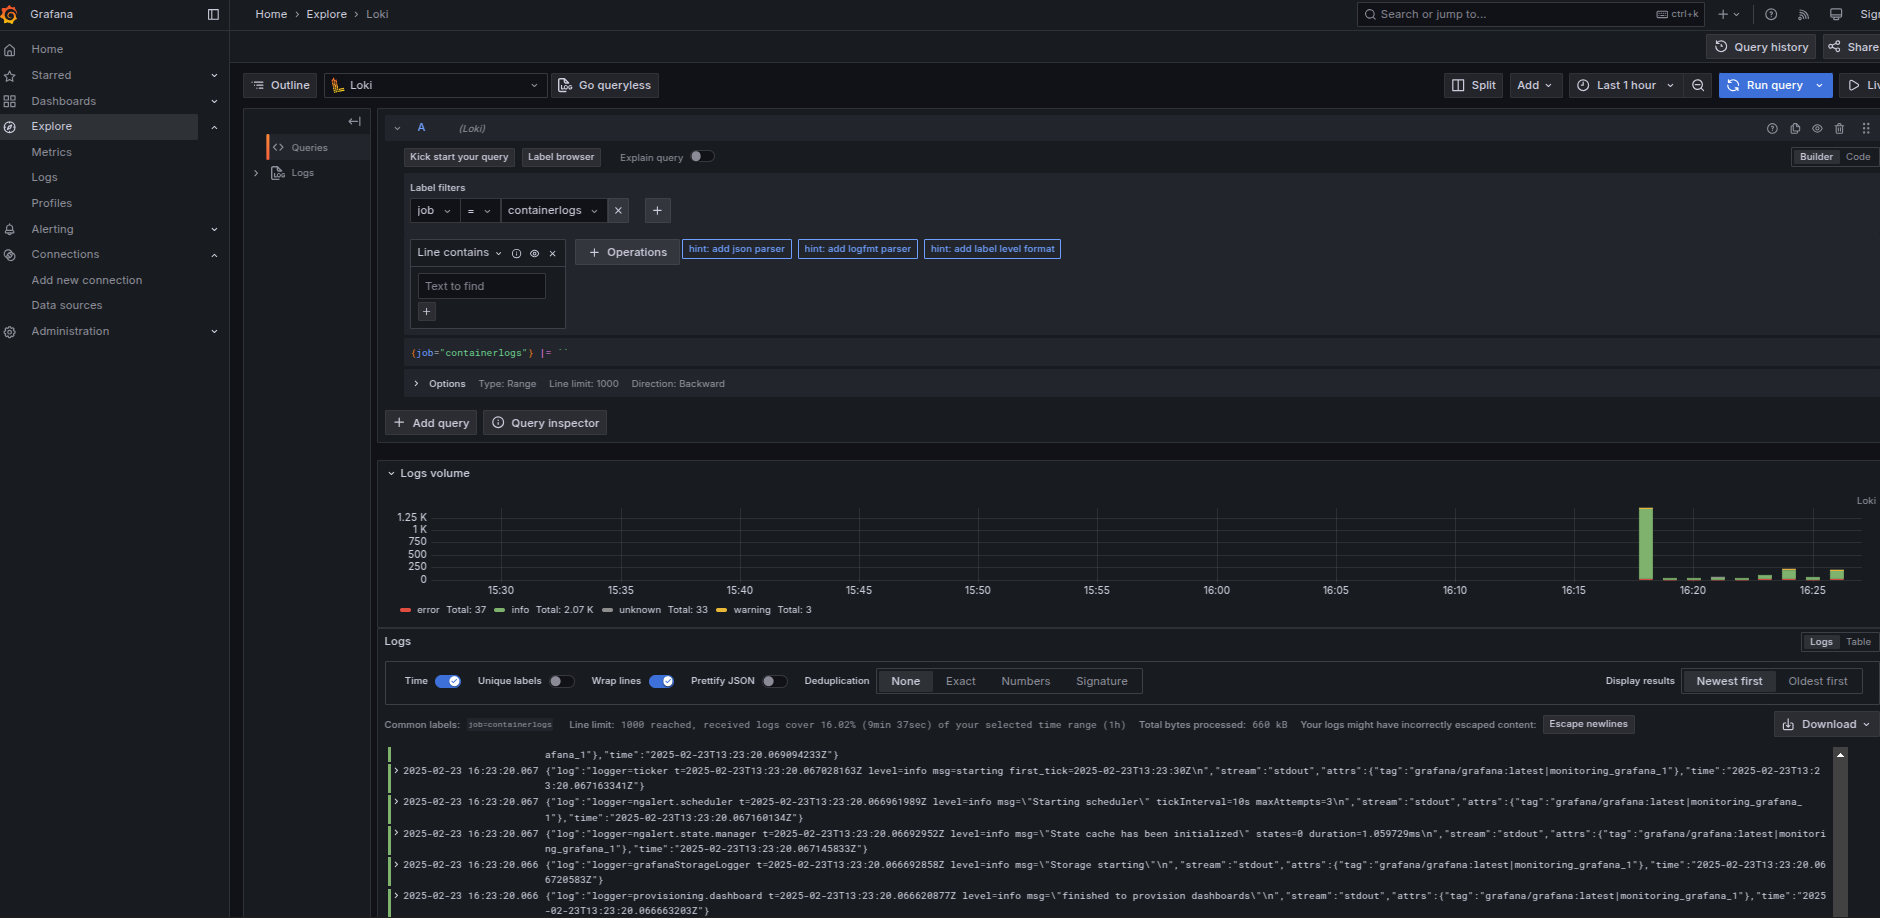 Grafana
Home › Explore › Loki
Search or jump to...
ctrl+k
Query history
Share
Home
Starred
Dashboards
Explore
Metrics
Logs
Profiles
Alerting
Connections
Add new connection
Data sources
Administration
Outline
Loki
Go queryless
Split
Add
Last 1 hour
Run query
Queries
Logs
A (Loki)
Kick start your query
Label browser
Explain query
Builder
Code
Label filters
job
=
containerlogs
Line contains
Operations
hint: add json parser
hint: add logfmt parser
hint: add label level format
Text to find
{job="containerlogs"} |= ``
Options Type: Range Line limit: 1000 Direction: Backward
Add query
Query inspector
Logs volume
Loki
1.25 K
1 K
750
500
250
0
15:30 15:35 15:40 15:45 15:50 15:55 16:00 16:05 16:10 16:15 16:20 16:25
error Total: 37 info Total: 2.07 K unknown Total: 33 warning Total: 3
Logs
Logs
Table
Time
Unique labels
Wrap lines
Prettify JSON
Deduplication
None
Exact
Numbers
Signature
Display results
Newest first
Oldest first
Common labels: job=containerlogs Line limit: 1000 reached, received logs cover 16.02% (9min 37sec) of your selected time range (1h) Total bytes processed: 660 kB Your logs might have incorrectly escaped content: Escape newlines
Download
afana_1"},"time":"2025-02-23T13:23:20.069094233Z"}
2025-02-23 16:23:20.067 {"log":"logger=ticker t=2025-02-23T13:23:20.067028163Z level=info msg=starting first_tick=2025-02-23T13:23:30Z\n","stream":"stdout","attrs":{"tag":"grafana/grafana:latest|monitoring_grafana_1"},"time":"2025-02-23T13:2
3:20.067163341Z"}
2025-02-23 16:23:20.067 {"log":"logger=ngalert.scheduler t=2025-02-23T13:23:20.066961989Z level=info msg=\"Starting scheduler\" tickInterval=10s maxAttempts=3\n","stream":"stdout","attrs":{"tag":"grafana/grafana:latest|monitoring_grafana_
1"},"time":"2025-02-23T13:23:20.067160134Z"}
2025-02-23 16:23:20.067 {"log":"logger=ngalert.state.manager t=2025-02-23T13:23:20.06692952Z level=info msg=\"State cache has been initialized\" states=0 duration=1.059729ms\n","stream":"stdout","attrs":{"tag":"grafana/grafana:latest|monitori
ng_grafana_1"},"time":"2025-02-23T13:23:20.067145833Z"}
2025-02-23 16:23:20.066 {"log":"logger=grafanaStorageLogger t=2025-02-23T13:23:20.066692858Z level=info msg=\"Storage starting\"\n","stream":"stdout","attrs":{"tag":"grafana/grafana:latest|monitoring_grafana_1"},"time":"2025-02-23T13:23:20.06
6720583Z"}
2025-02-23 16:23:20.066 {"log":"logger=provisioning.dashboard t=2025-02-23T13:23:20.066620877Z level=info msg=\"finished to provision dashboards\"\n","stream":"stdout","attrs":{"tag":"grafana/grafana:latest|monitoring_grafana_1"},"time":"2025
-02-23T13:23:20.066663203Z"}